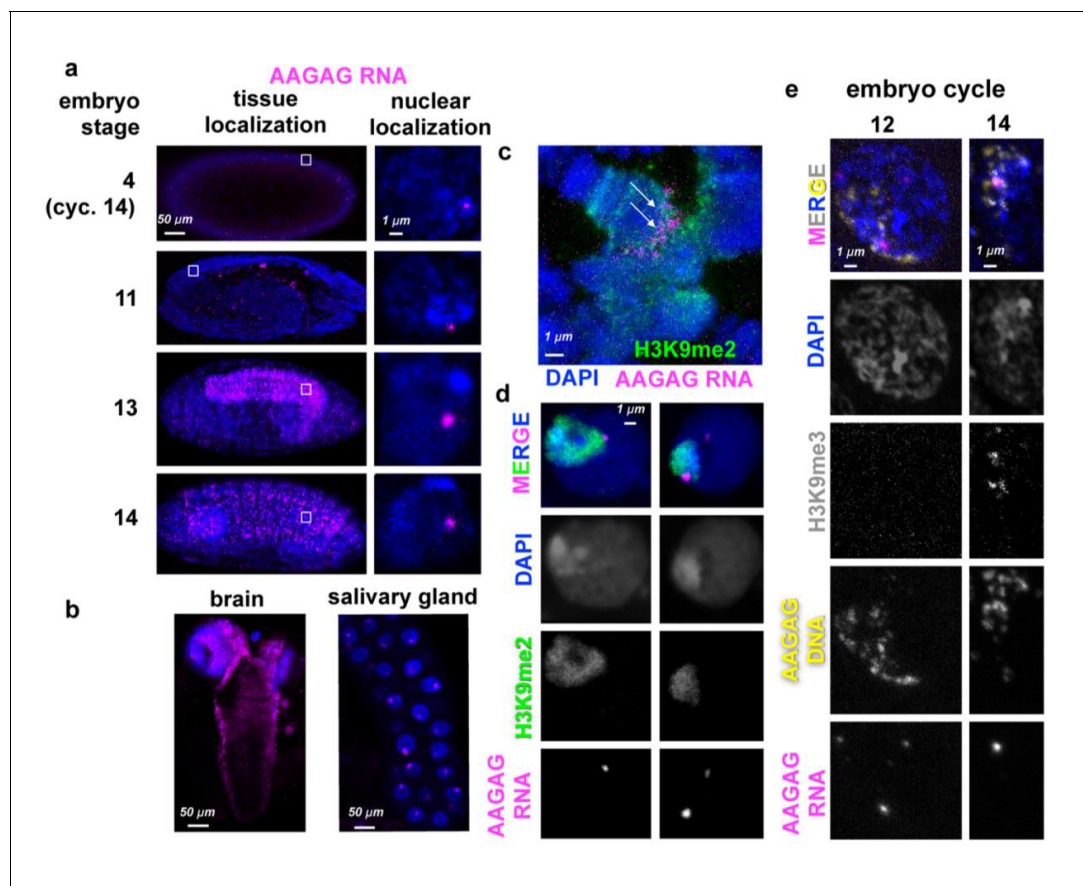 a
AAGAG RNA
embryo
stage
tissue
localization
nuclear
localization
4
(cyc. 14)
50 µm
1 µm
11
13
14
b
brain
salivary gland
50 µm
50 µm
c
1 µm
H3K9me2
DAPI AAGAG RNA
d
MERGE
1 µm
DAPI
H3K9me2
AAGAG
RNA
e
embryo cycle
12 14
MERGE
1 µm
1 µm
DAPI
H3K9me3
AAGAG
DNA
AAGAG
RNA